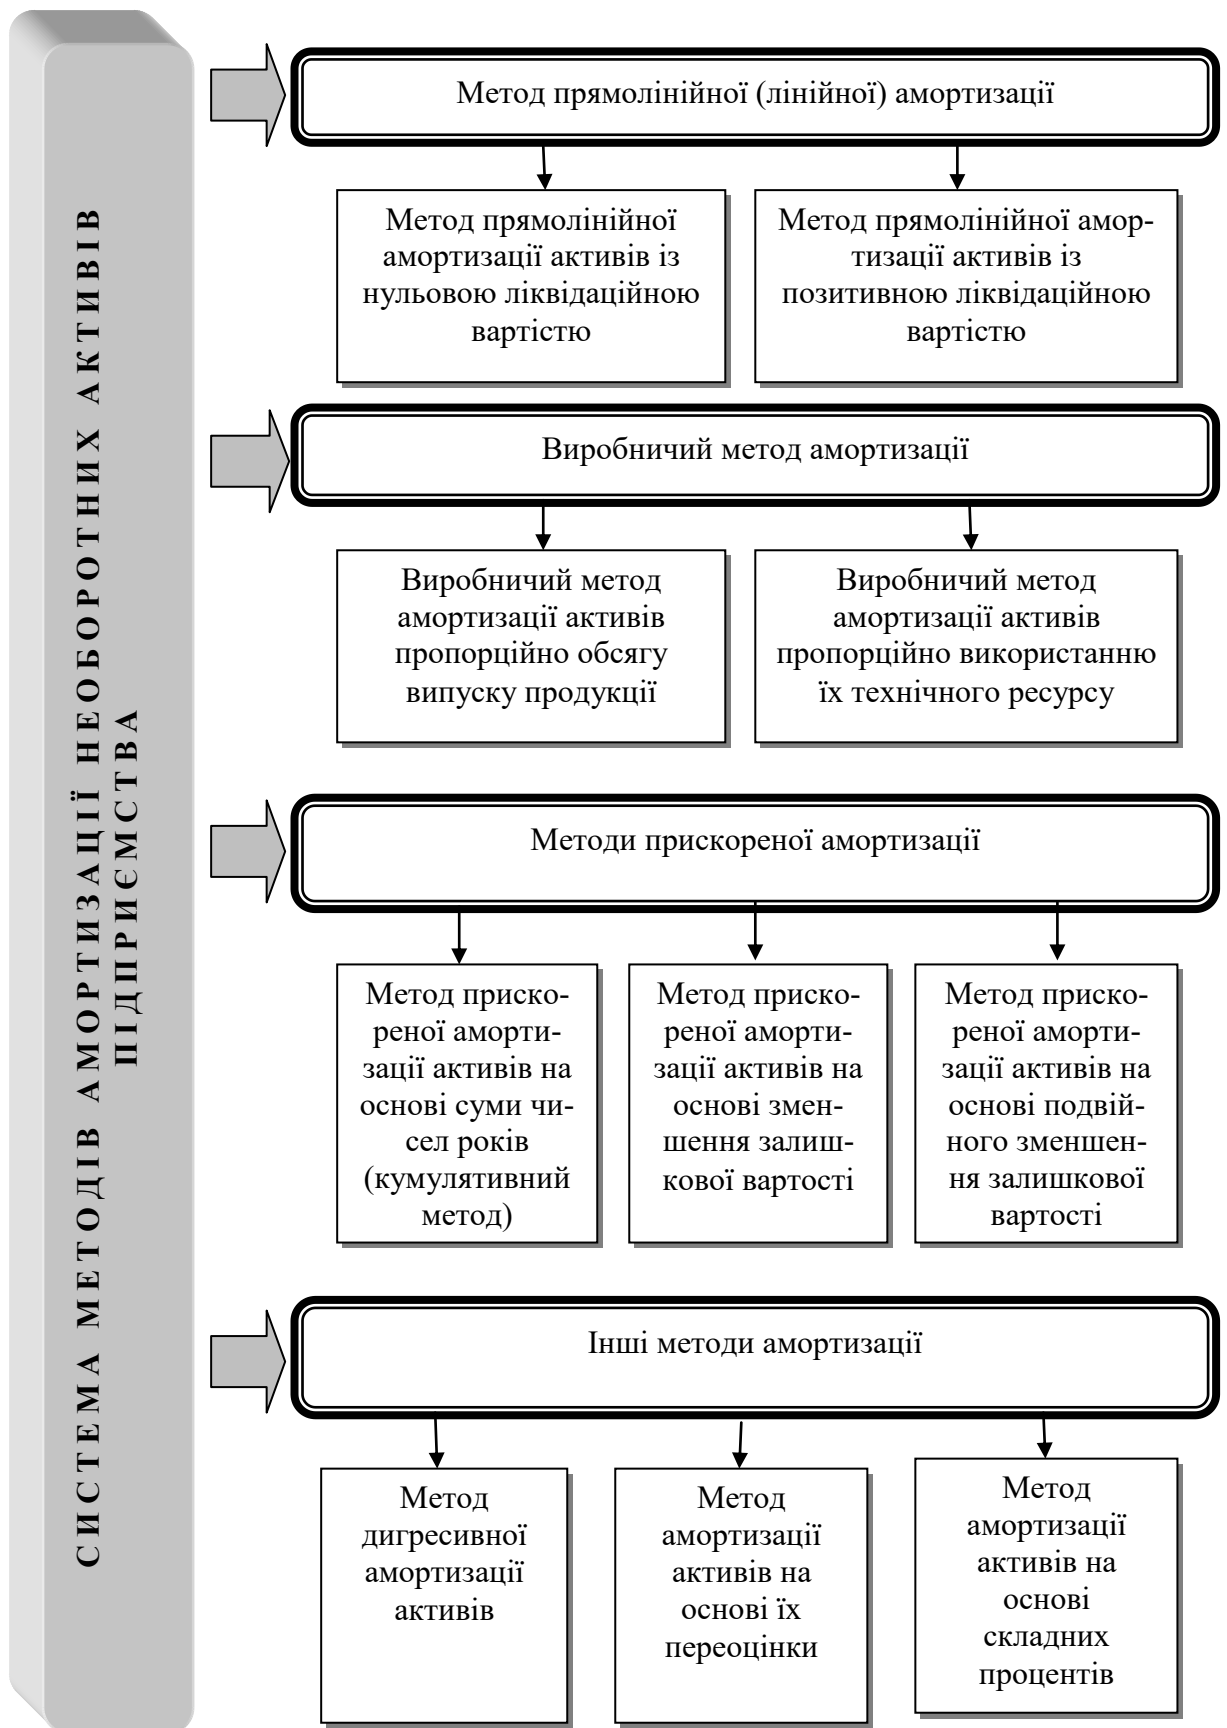 СИСТЕМА МЕТОДІВ АМОРТИЗАЦІЇ НЕОБОРОТНИХ АКТИВІВ
ПІДПРИЄМСТВА
Метод прямолінійної (лінійної) амортизації
Метод прямолінійної
амортизації активів із
нульовою ліквідаційною
вартістю
Метод прямолінійної амор-
тизації активів із
позитивною ліквідаційною
вартістю
Виробничий метод амортизації
Виробничий метод
амортизації активів
пропорційно обсягу
випуску продукції
Виробничий метод
амортизації активів
пропорційно використанню
їх технічного ресурсу
Методи прискореної амортизації
Метод приско-
реної аморти-
зації активів на
основі суми чи-
сел років
(кумулятивний
метод)
Метод приско-
реної аморти-
зації активів на
основі змен-
шення залиш-
кової вартості
Метод приско-
реної аморти-
зації активів на
основі подвій-
ного зменшен-
ня залишкової
вартості
Інші методи амортизації
Метод
дигресивної
амортизації
активів
Метод
амортизації
активів на
основі їх
переоцінки
Метод
амортизації
активів на
основі
складних
процентів